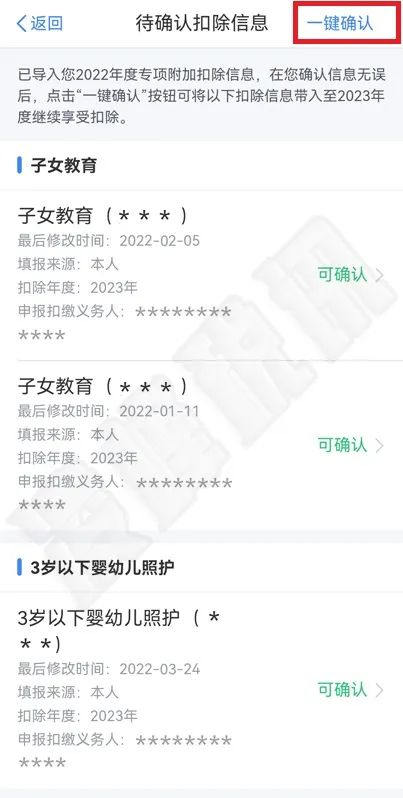 返回
待确认扣除信息
一键确认
已导入您2022年度专项附加扣除信息，在您确认信息无误
后，点击“一键确认”按钮可将以下扣除信息带入至2023年
度继续享受扣除。
子女教育
子女教育（＊＊＊）
最后修改时间：2022-02-05
填报来源：本人
扣除年度：2023年
申报扣缴义务人：********
****
可确认
子女教育（＊＊＊）
最后修改时间：2022-01-11
填报来源：本人
扣除年度：2023年
申报扣缴义务人：********
****
可确认
3岁以下婴幼儿照护
3岁以下婴幼儿照护（＊
＊＊)
最后修改时间：2022-03-24
填报来源：本人
扣除年度：2023年
申报扣缴义务人：********
****
可确认